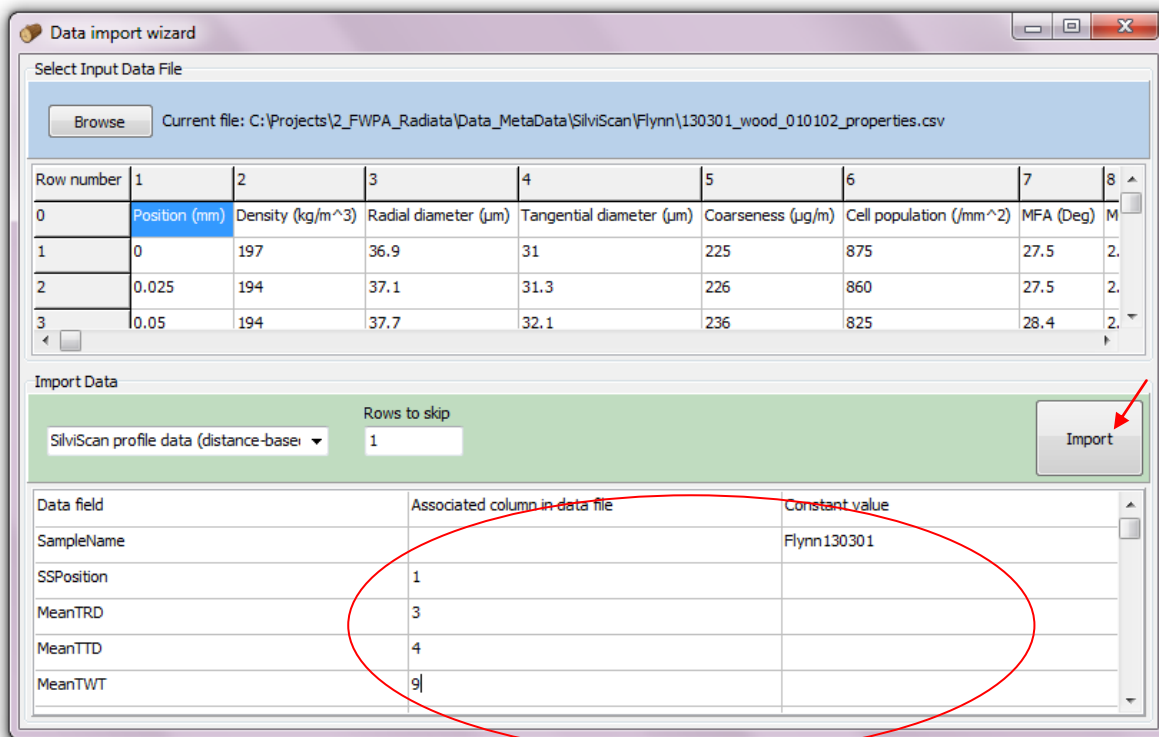 Data import wizard
Select Input Data File
Browse Current file: C:\Projects\2_FWPA_Radiata\Data_MetaData\SilviScan\Flynn\130301_wood_010102_properties.csv
Row number 1 2 3 4 5 6 7 8
0 Position (mm) Density (kg/m^3) Radial diameter (µm) Tangential diameter (µm) Coarseness (µg/m) Cell population (/mm^2) MFA (Deg) M
1 0 197 36.9 31 225 875 27.5 2.
2 0.025 194 37.1 31.3 226 860 27.5 2.
3 0.05 194 37.7 32.1 236 825 28.4 2.
Import Data
Rows to skip
SilviScan profile data (distance-base 1 Import
Data field Associated column in data file Constant value
SampleName Flynn130301
SSPosition 1
MeanTRD 3
MeanTTD 4
MeanTWT 9